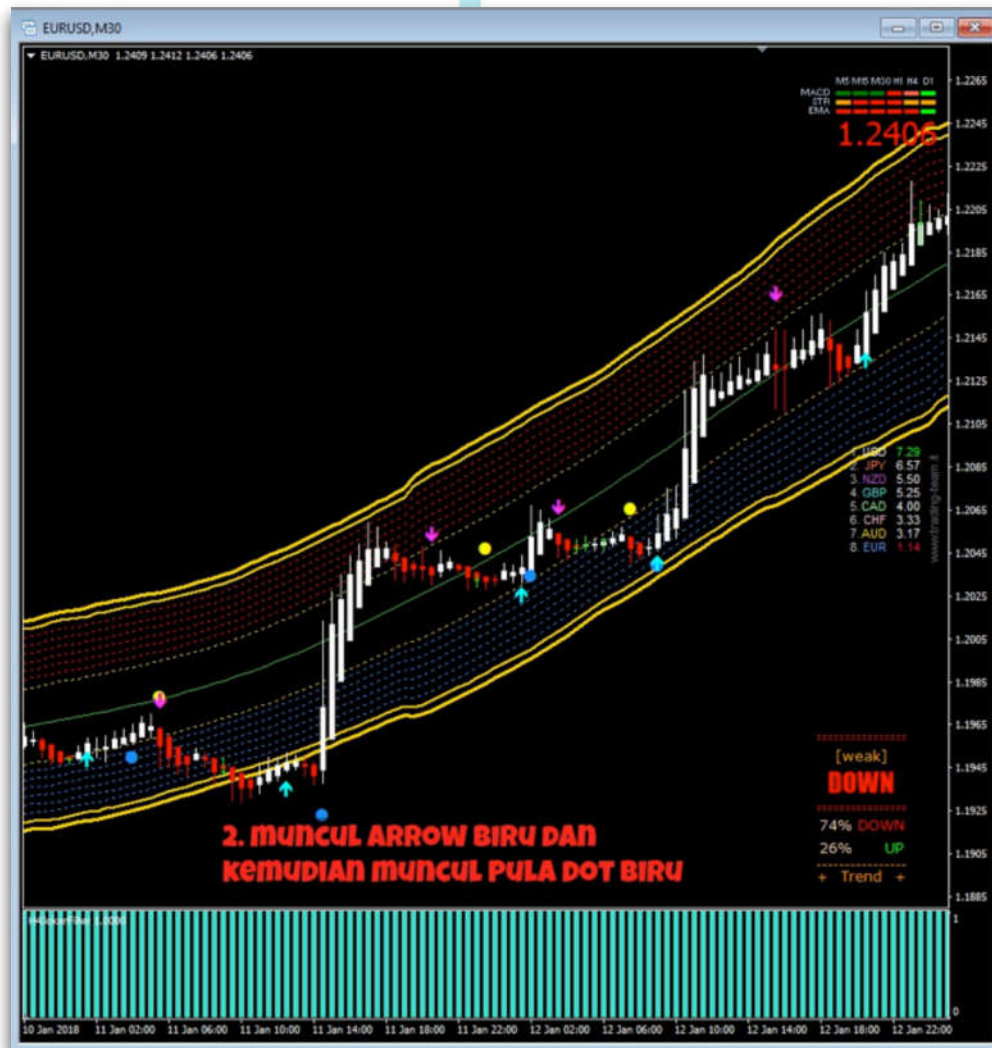 EURUSD,M30
EURUSD,M30 1.2409 1.2412 1.2406 1.2406
M5 M15 M30 H1 H4 D1
MACD
STR
EMA
1.2406
1.2265
1.2245
1.2225
1.2205
1.2185
1.2165
1.2145
1.2125
1.2105
1.2085
1.2065
1.2045
1.2025
1.2005
1.1985
1.1965
1.1945
1.1925
1.1905
1.1885
1. USD 7.29
2. JPY 6.57
3. NZD 5.50
4. GBP 5.25
5. CAD 4.00
6. CHF 3.33
7. AUD 3.17
8. EUR 1.14
www.trading-team.it
[weak]
DOWN
74% DOWN
26% UP
+ Trend +
2. MUNCUL ARROW BIRU DAN
KEMUDIAN MUNCUL PULA DOT BIRU
1.0000
1
0
10 Jan 2018 11 Jan 02:00 11 Jan 06:00 11 Jan 10:00 11 Jan 14:00 11 Jan 18:00 11 Jan 22:00 12 Jan 02:00 12 Jan 06:00 12 Jan 10:00 12 Jan 14:00 12 Jan 18:00 12 Jan 22:00